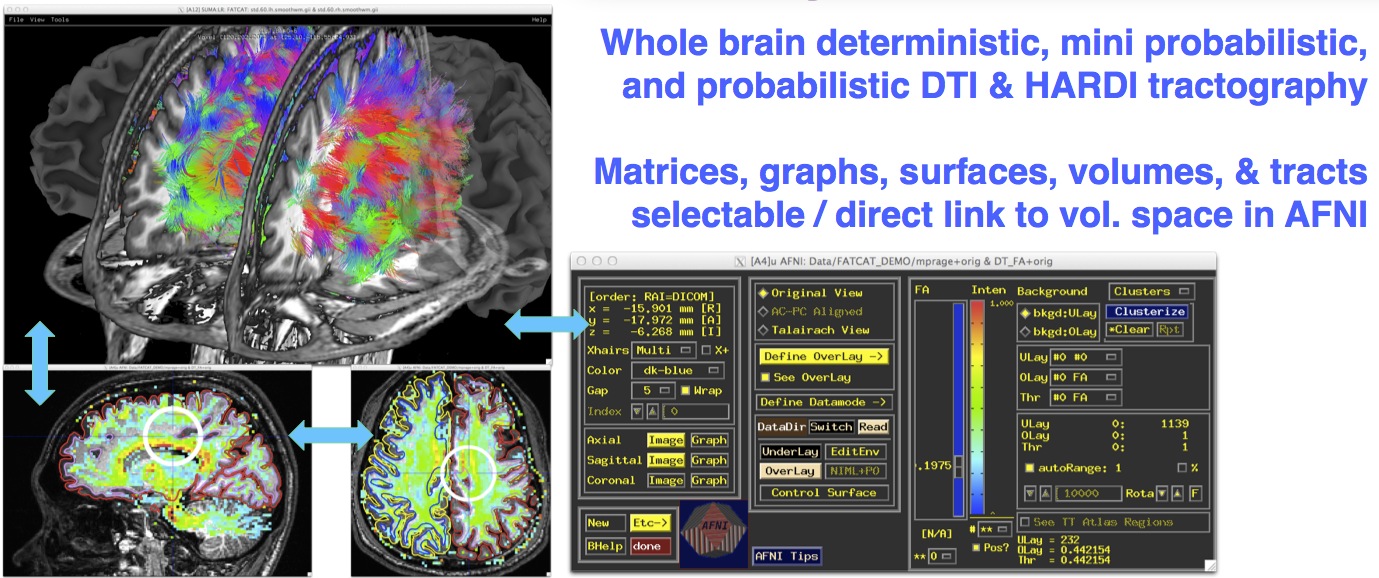 [A12] SUMA:LR: FATCAT: std.60.lh.smoothwm.gii & std.60.rh.smoothwm.gii
File View Tools Help
Whole brain deterministic, mini probabilistic,
and probabilistic DTI & HARDI tractography
Matrices, graphs, surfaces, volumes, & tracts
selectable / direct link to vol. space in AFNI
[A4]u AFNI: Data/FATCAT_DEMO/mprage+orig & DT_FA+orig
[order: RAI=DICOM]
x = -15.901 mm [R]
y = -17.972 mm [A]
z = -6.268 mm [I]
Xhairs Multi X+
Color dk-blue
Gap 5 Wrap
Index 0
Axial Image Graph
Sagittal Image Graph
Coronal Image Graph
New Etc->
BHelp done
AFNI
Original View
AC-PC Aligned
Talairach View
Define OverLay ->
See OverLay
Define Datamode ->
DataDir Switch Read
UnderLay EditEnv
OverLay NIML+PO
Control Surface
AFNI Tips
FA Inten
1.000
.1975
[N/A]
** 0
# **
Pos?
Background Clusters
bkgd:ULay Clusterize
bkgd:OLay *Clear Rpt
ULay #0 #0
OLay #0 FA
Thr #0 FA
ULay 0: 1139
OLay 0: 1
Thr 0: 1
autoRange: 1 %
10000 Rota F
See TT Atlas Regions
ULay = 232
OLay = 0.442154
Thr = 0.442154